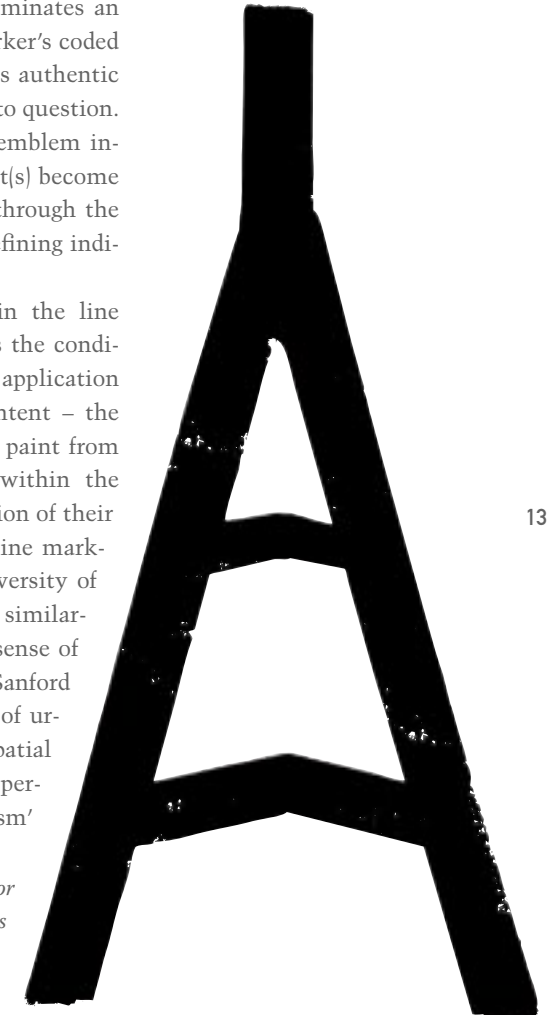 minates an
rker’s coded
s authentic
to question.
emblem in-
t(s) become
through the
fining indi-
in the line
s the condi-
application
ntent – the
paint from
within the
ion of their
ine mark-
versity of
similar-
sense of
Sanford
of ur-
patial
per-
sm’
or
s
13